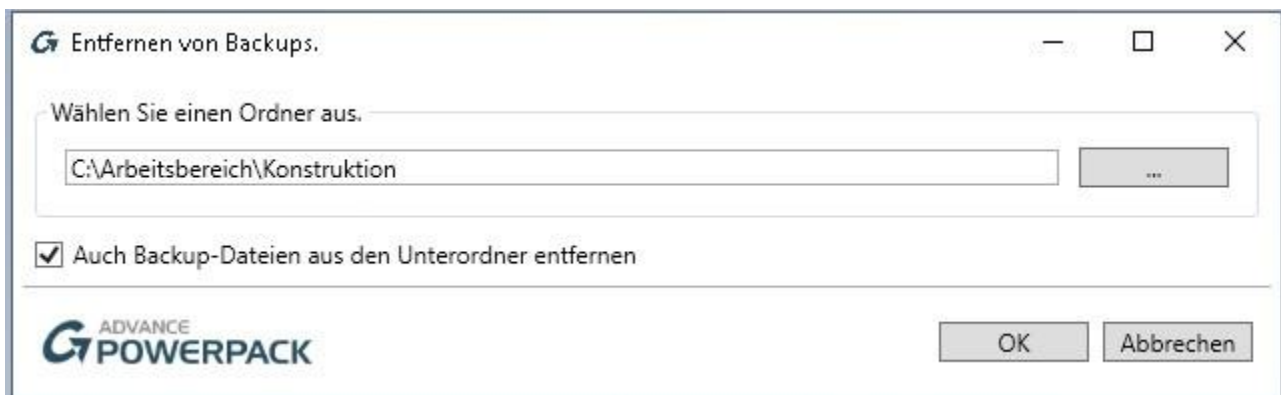 Entfernen von Backups.
Wählen Sie einen Ordner aus.
C:\Arbeitsbereich\Konstruktion
...
Auch Backup-Dateien aus den Unterordner entfernen
ADVANCE
POWERPACK
OK
Abbrechen